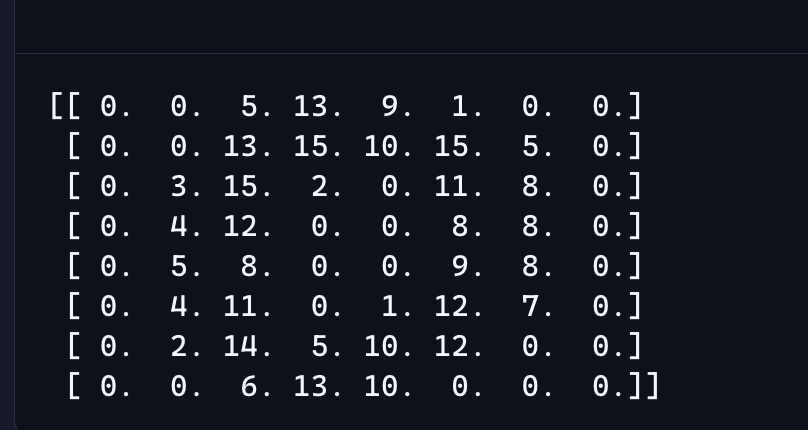 [[ 0.  0.  5. 13.  9.  1.  0.  0.]
 [ 0.  0. 13. 15. 10. 15.  5.  0.]
 [ 0.  3. 15.  2.  0. 11.  8.  0.]
 [ 0.  4. 12.  0.  0.  8.  8.  0.]
 [ 0.  5.  8.  0.  0.  9.  8.  0.]
 [ 0.  4. 11.  0.  1. 12.  7.  0.]
 [ 0.  2. 14.  5. 10. 12.  0.  0.]
 [ 0.  0.  6. 13. 10.  0.  0.  0.]]